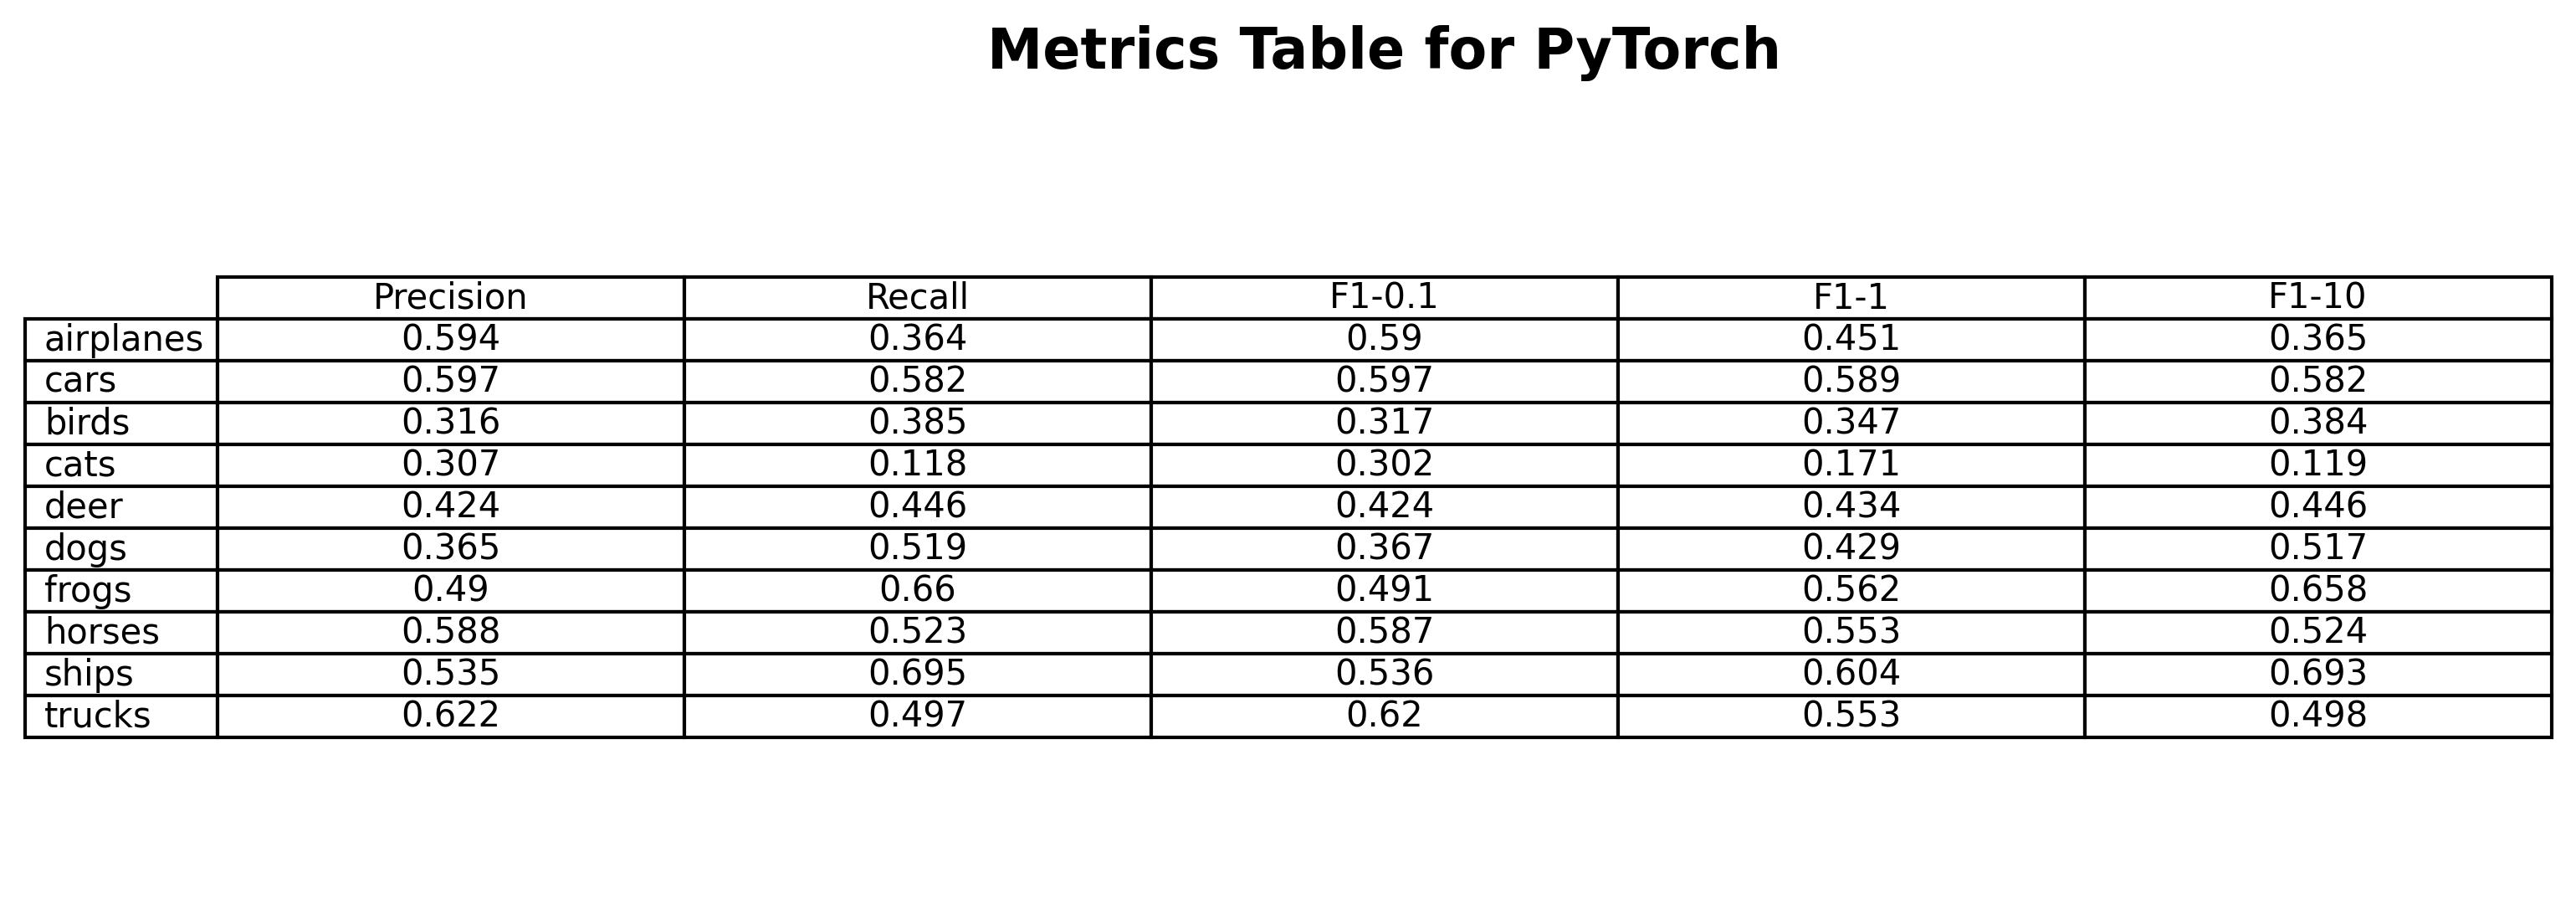 Metrics Table for PyTorch
Precision Recall F1-0.1 F1-1 F1-10
airplanes 0.594 0.364 0.59 0.451 0.365
cars 0.597 0.582 0.597 0.589 0.582
birds 0.316 0.385 0.317 0.347 0.384
cats 0.307 0.118 0.302 0.171 0.119
deer 0.424 0.446 0.424 0.434 0.446
dogs 0.365 0.519 0.367 0.429 0.517
frogs 0.49 0.66 0.491 0.562 0.658
horses 0.588 0.523 0.587 0.553 0.524
ships 0.535 0.695 0.536 0.604 0.693
trucks 0.622 0.497 0.62 0.553 0.498